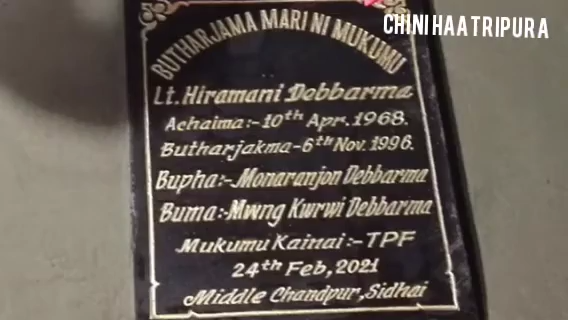 CHINI HAA TRIPURA
BUTHARJAMA MARI NI MUKUMU
Lt. Hiramani Debbarma
Achaima:-10th Apr. 1968.
Butharjakma-6th Nov. 1996.
Bupha:- Monaranjon Debbarma
Buma:- Mwng Kwrwi Debbarma
Mukumu Kainai:-TPF
24th Feb, 2021
Middle Chandpur, Sidhai